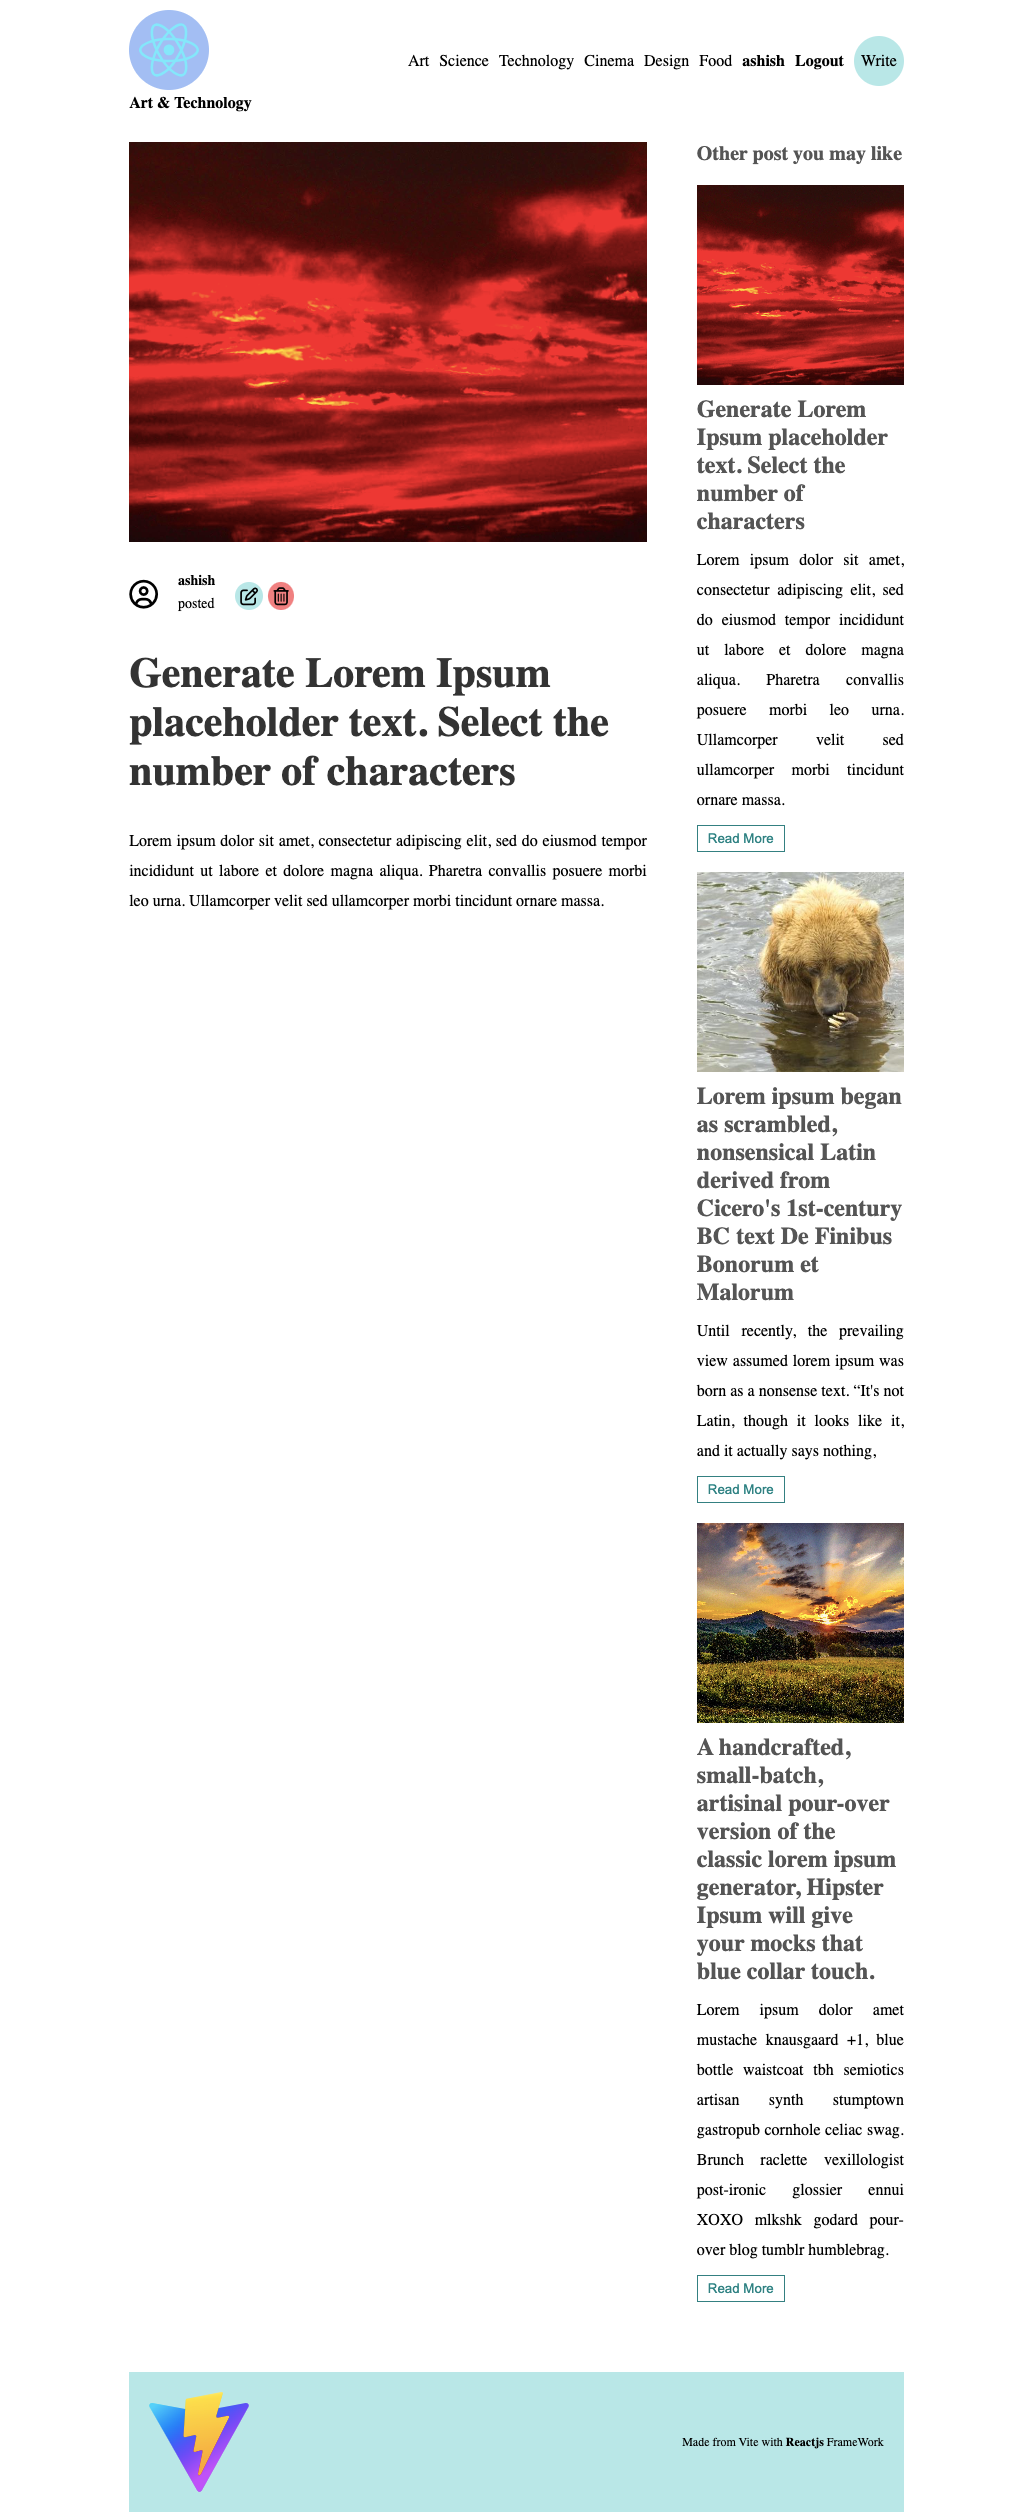 Art & Technology
Art Science Technology Cinema Design Food ashish Logout Write
ashish
posted
Generate Lorem Ipsum
placeholder text. Select the
number of characters
Lorem ipsum dolor sit amet, consectetur adipiscing elit, sed do eiusmod tempor
incididunt ut labore et dolore magna aliqua. Pharetra convallis posuere morbi
leo urna. Ullamcorper velit sed ullamcorper morbi tincidunt ornare massa.
Other post you may like
Generate Lorem
Ipsum placeholder
text. Select the
number of
characters
Lorem ipsum dolor sit amet,
consectetur adipiscing elit, sed
do eiusmod tempor incididunt
ut labore et dolore magna
aliqua. Pharetra convallis
posuere morbi leo urna.
Ullamcorper velit sed
ullamcorper morbi tincidunt
ornare massa.
Read More
Lorem ipsum began
as scrambled,
nonsensical Latin
derived from
Cicero's 1st-century
BC text De Finibus
Bonorum et
Malorum
Until recently, the prevailing
view assumed lorem ipsum was
born as a nonsense text. “It's not
Latin, though it looks like it,
and it actually says nothing,
Read More
A handcrafted,
small-batch,
artisinal pour-over
version of the
classic lorem ipsum
generator, Hipster
Ipsum will give
your mocks that
blue collar touch.
Lorem ipsum dolor amet
mustache knausgaard +1, blue
bottle waistcoat tbh semiotics
artisan synth stumptown
gastropub cornhole celiac swag.
Brunch raclette vexillologist
post-ironic glossier ennui
XOXO mlkshk godard pour-
over blog tumblr humblebrag.
Read More
Made from Vite with Reactjs FrameWork